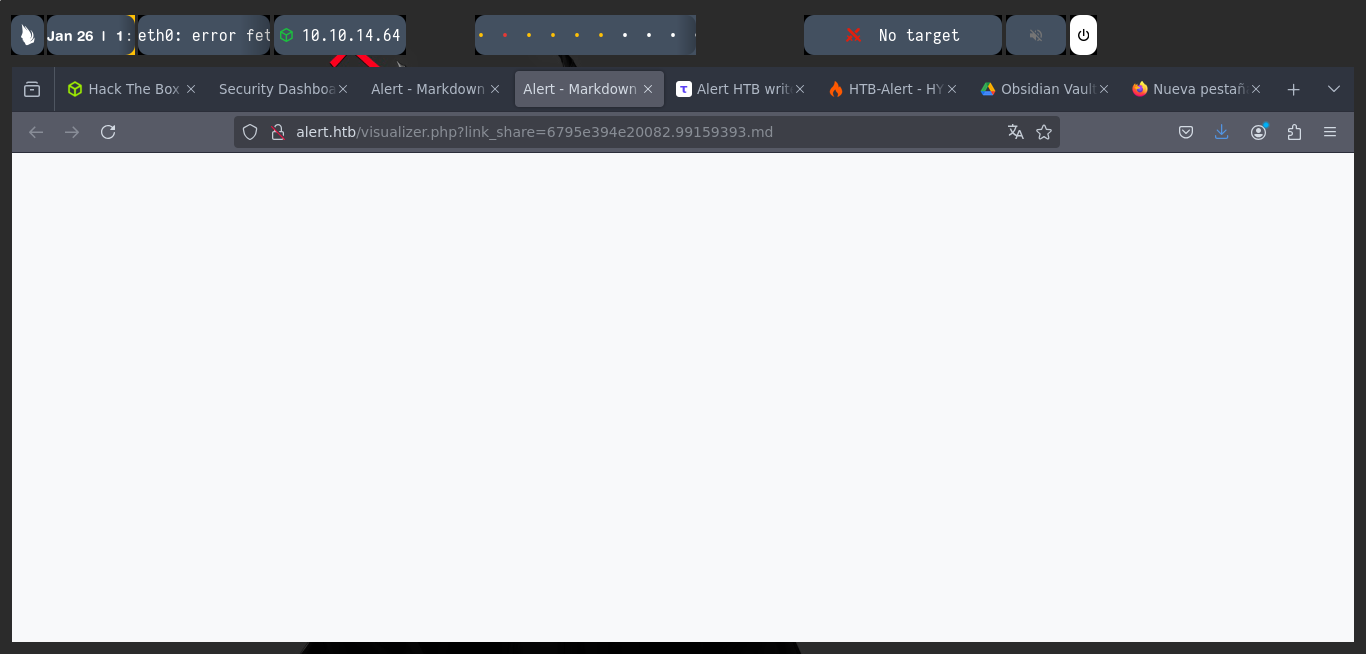 Jan 26 | 1: eth0: error fet 10.10.14.64 No target
Hack The Box Security Dashboa Alert - Markdown Alert - Markdown Alert HTB write HTB-Alert - HY Obsidian Vault Nueva pestañ
alert.htb/visualizer.php?link_share=6795e394e20082.99159393.md